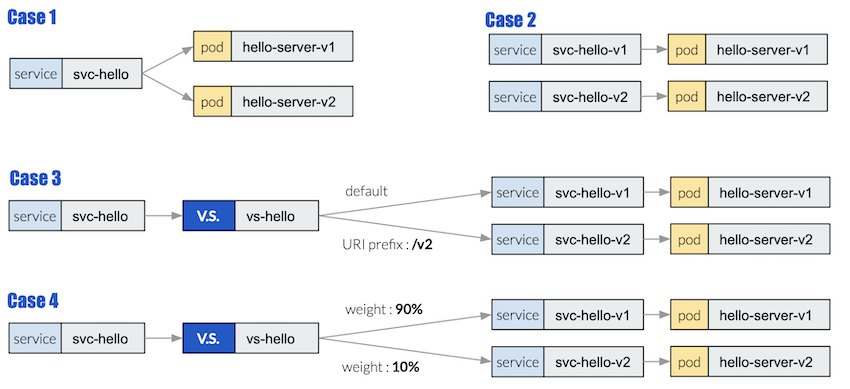 Case 1
service svc-hello
pod hello-server-v1
pod hello-server-v2
Case 2
service svc-hello-v1 pod hello-server-v1
service svc-hello-v2 pod hello-server-v2
Case 3
service svc-hello V.S. vs-hello
default
URI prefix : /v2
service svc-hello-v1 pod hello-server-v1
service svc-hello-v2 pod hello-server-v2
Case 4
service svc-hello V.S. vs-hello
weight : 90%
weight : 10%
service svc-hello-v1 pod hello-server-v1
service svc-hello-v2 pod hello-server-v2